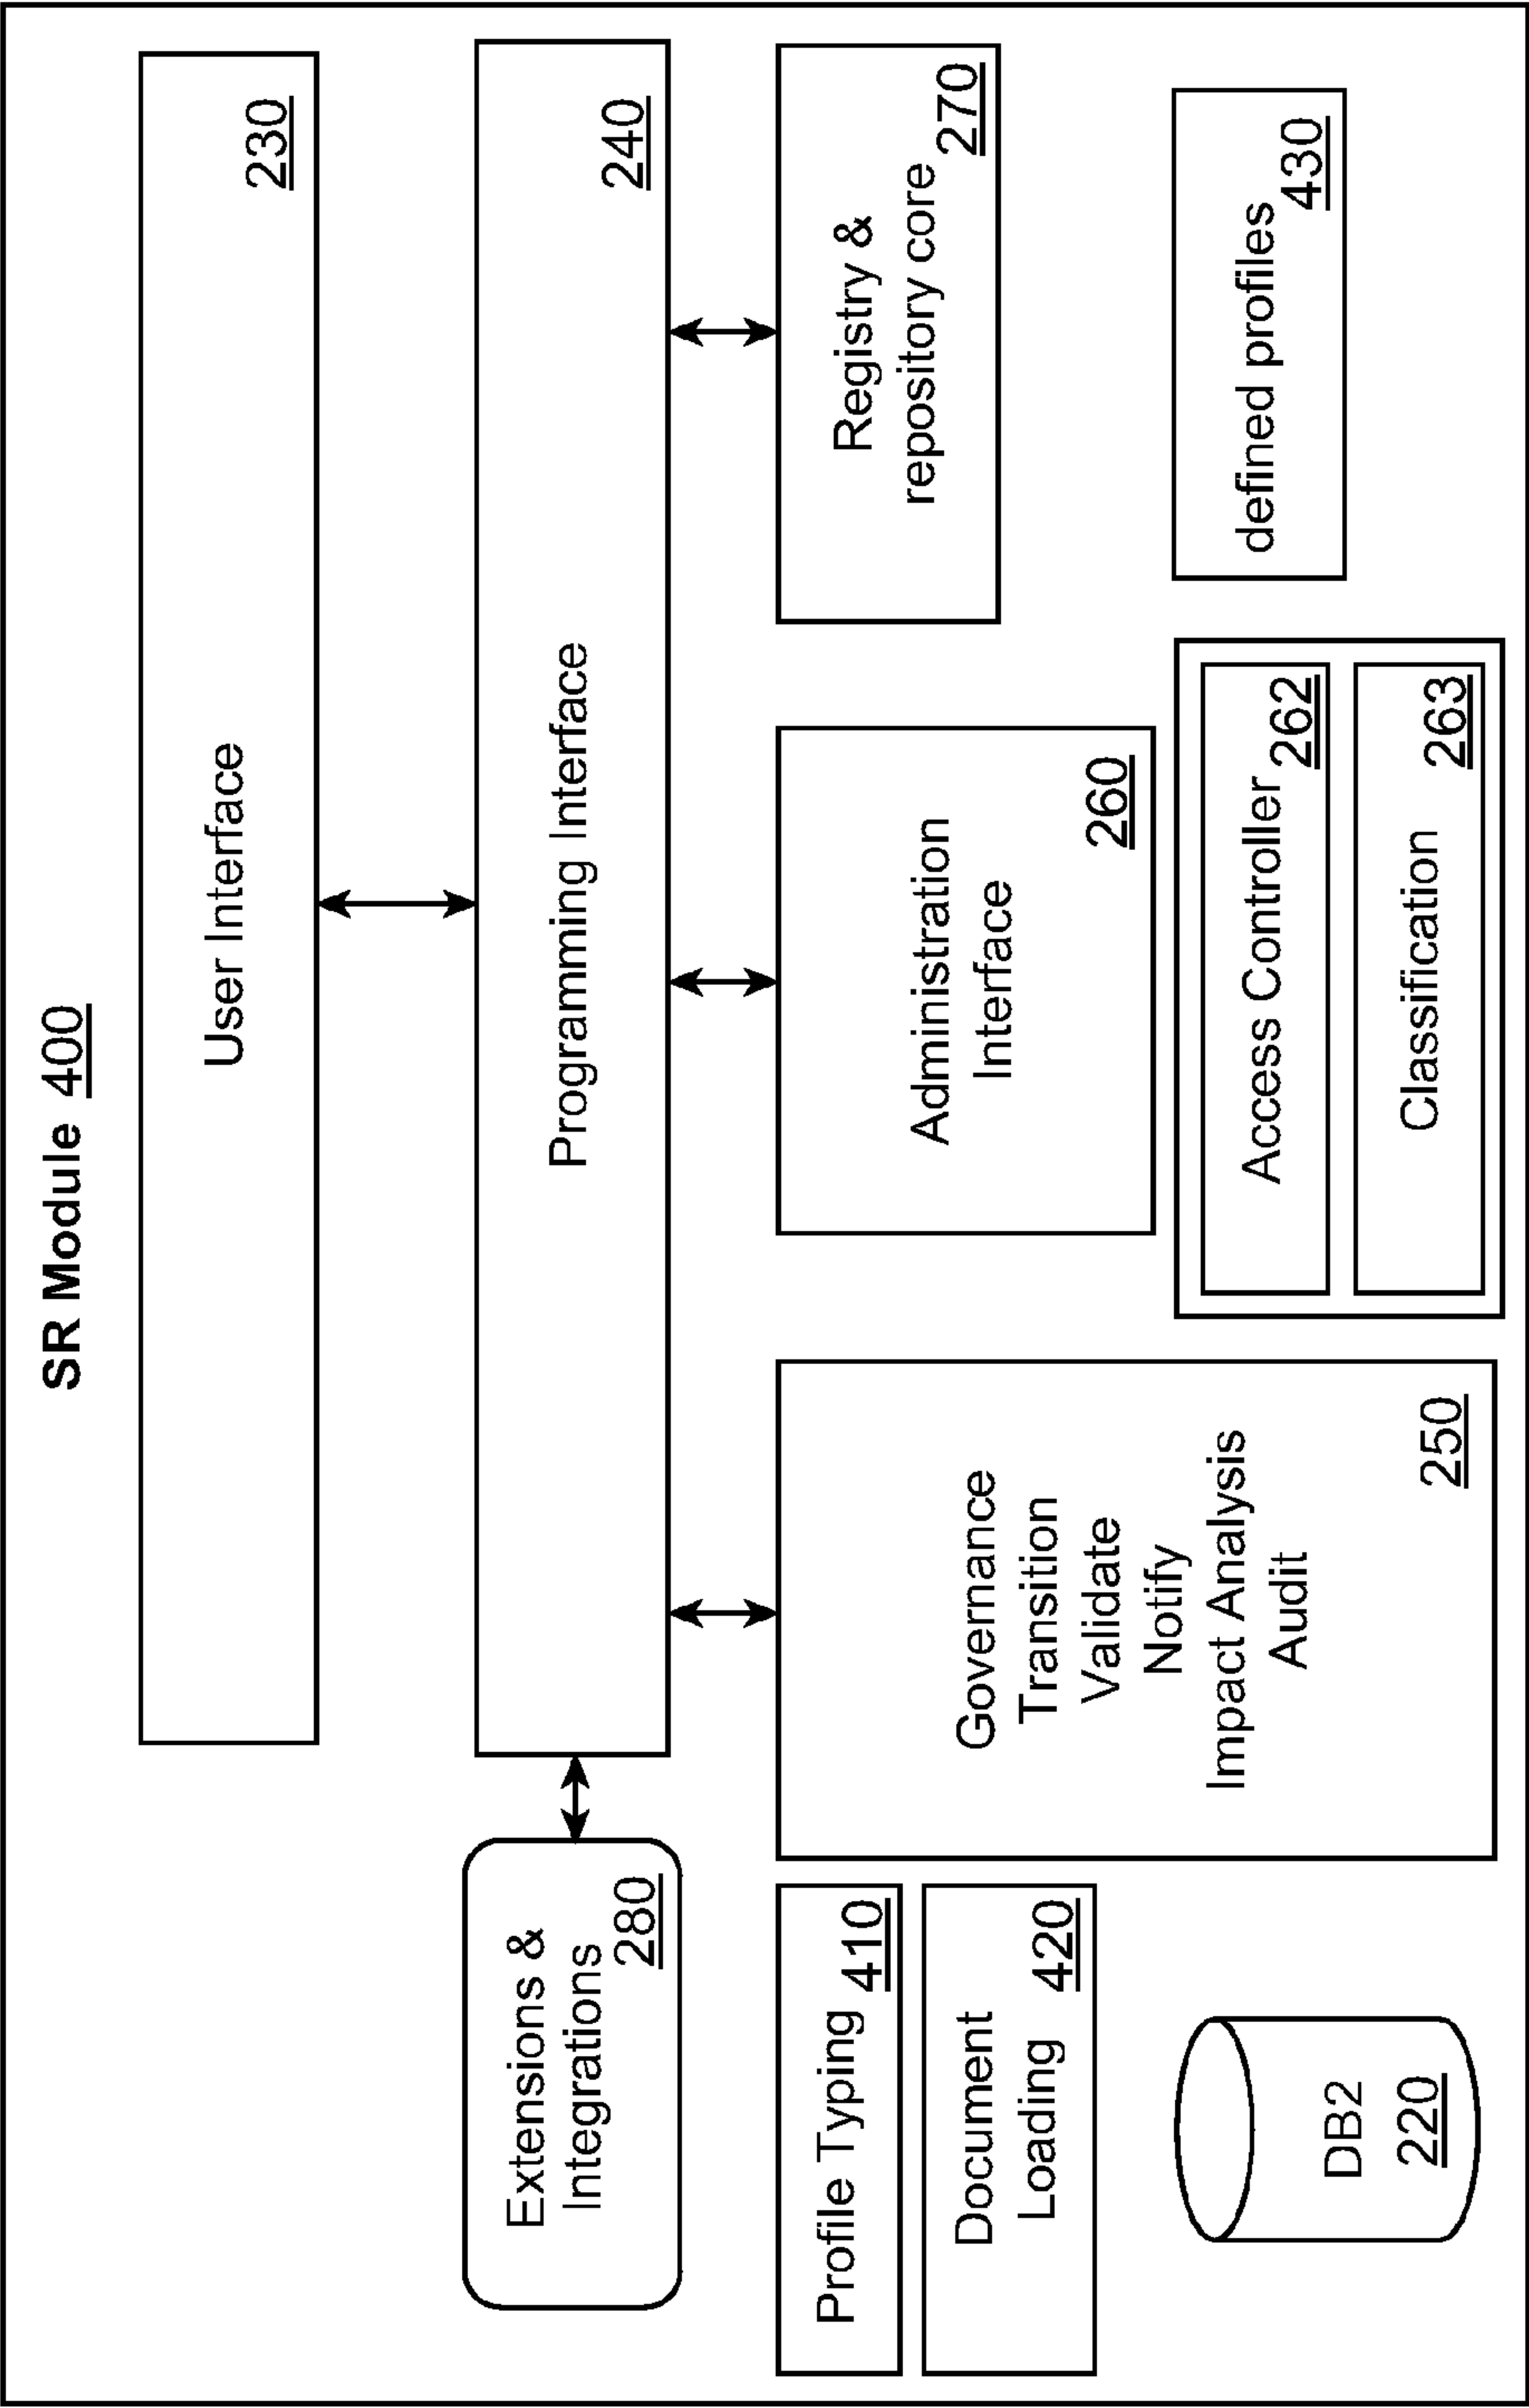 SR Module 400
User Interface
230
Extensions &
Integrations
280
Programming Interface
240
Profile Typing 410
Document
Loading 420
DB2
220
Governance
Transition
Validate
Notify
Impact Analysis
Audit
250
Administration
Interface
260
Access Controller 262
Classification 263
Registry &
repository core
270
defined profiles
430